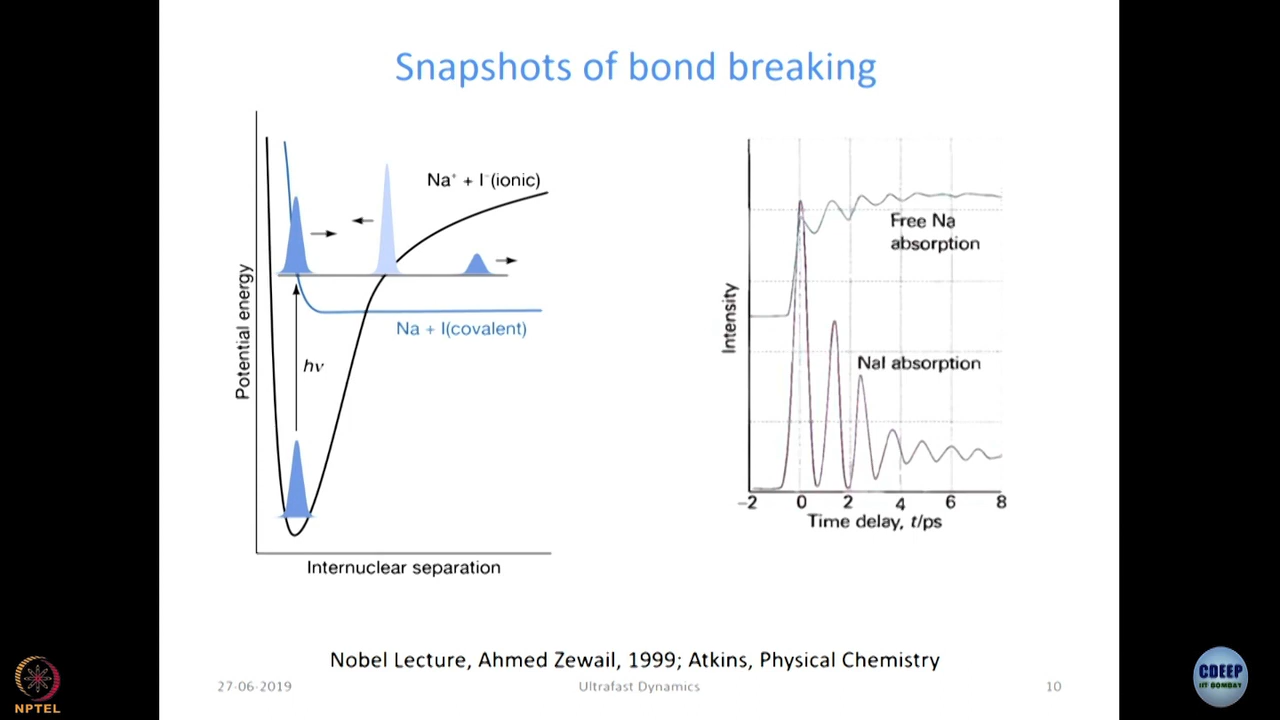 Snapshots of bond breaking
Potential energy
Na⁺ + I⁻(ionic)
Na + I(covalent)
hν
Internuclear separation
Intensity
Free Na
absorption
NaI absorption
-2 0 2 4 6 8
Time delay, t/ps
Nobel Lecture, Ahmed Zewail, 1999; Atkins, Physical Chemistry
27-06-2019 Ultrafast Dynamics 10
NPTEL
CDEEP
IIT BOMBAY